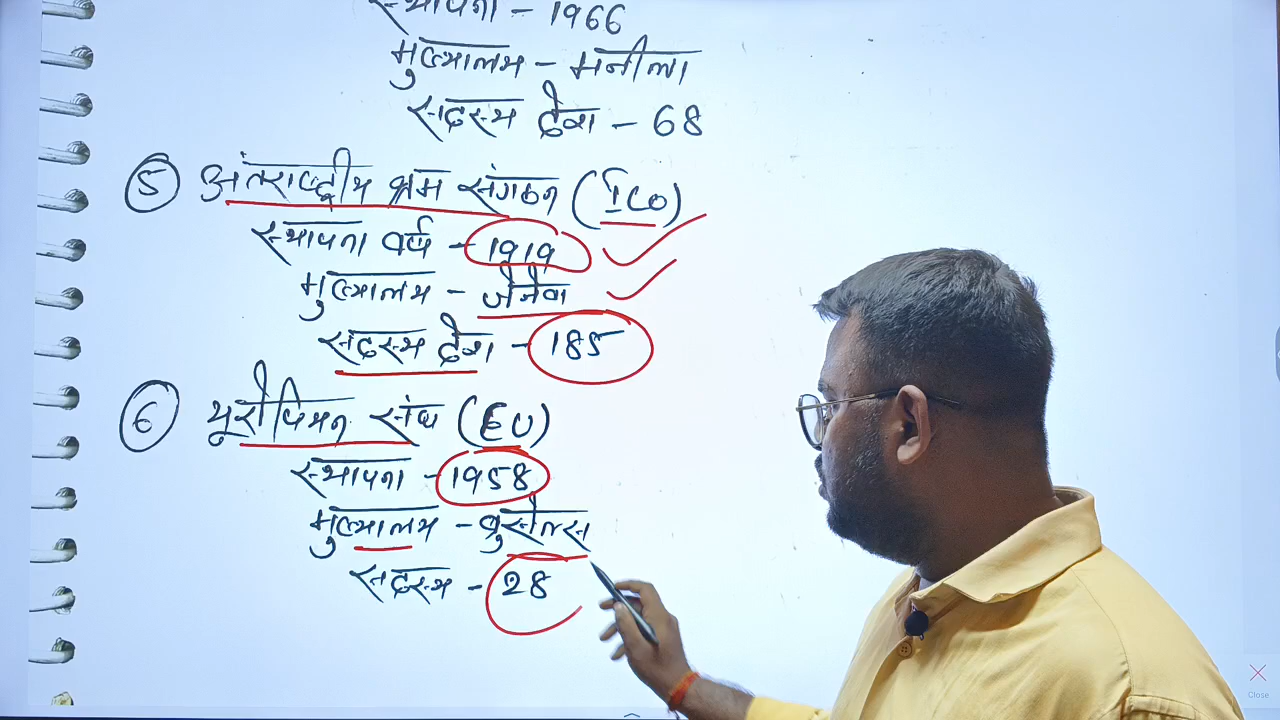 स्थापना - 1966
मुख्यालय - मनीला
सदस्य देश - 68
5 अंतराष्ट्रीय श्रम संगठन (ILO)
स्थापना वर्ष - 1919
मुख्यालय - जेनेवा
सदस्य देश - 185
6 यूरोपियन संघ (EU)
स्थापना - 1958
मुख्यालय - ब्रुसेल्स
सदस्य - 28
Close